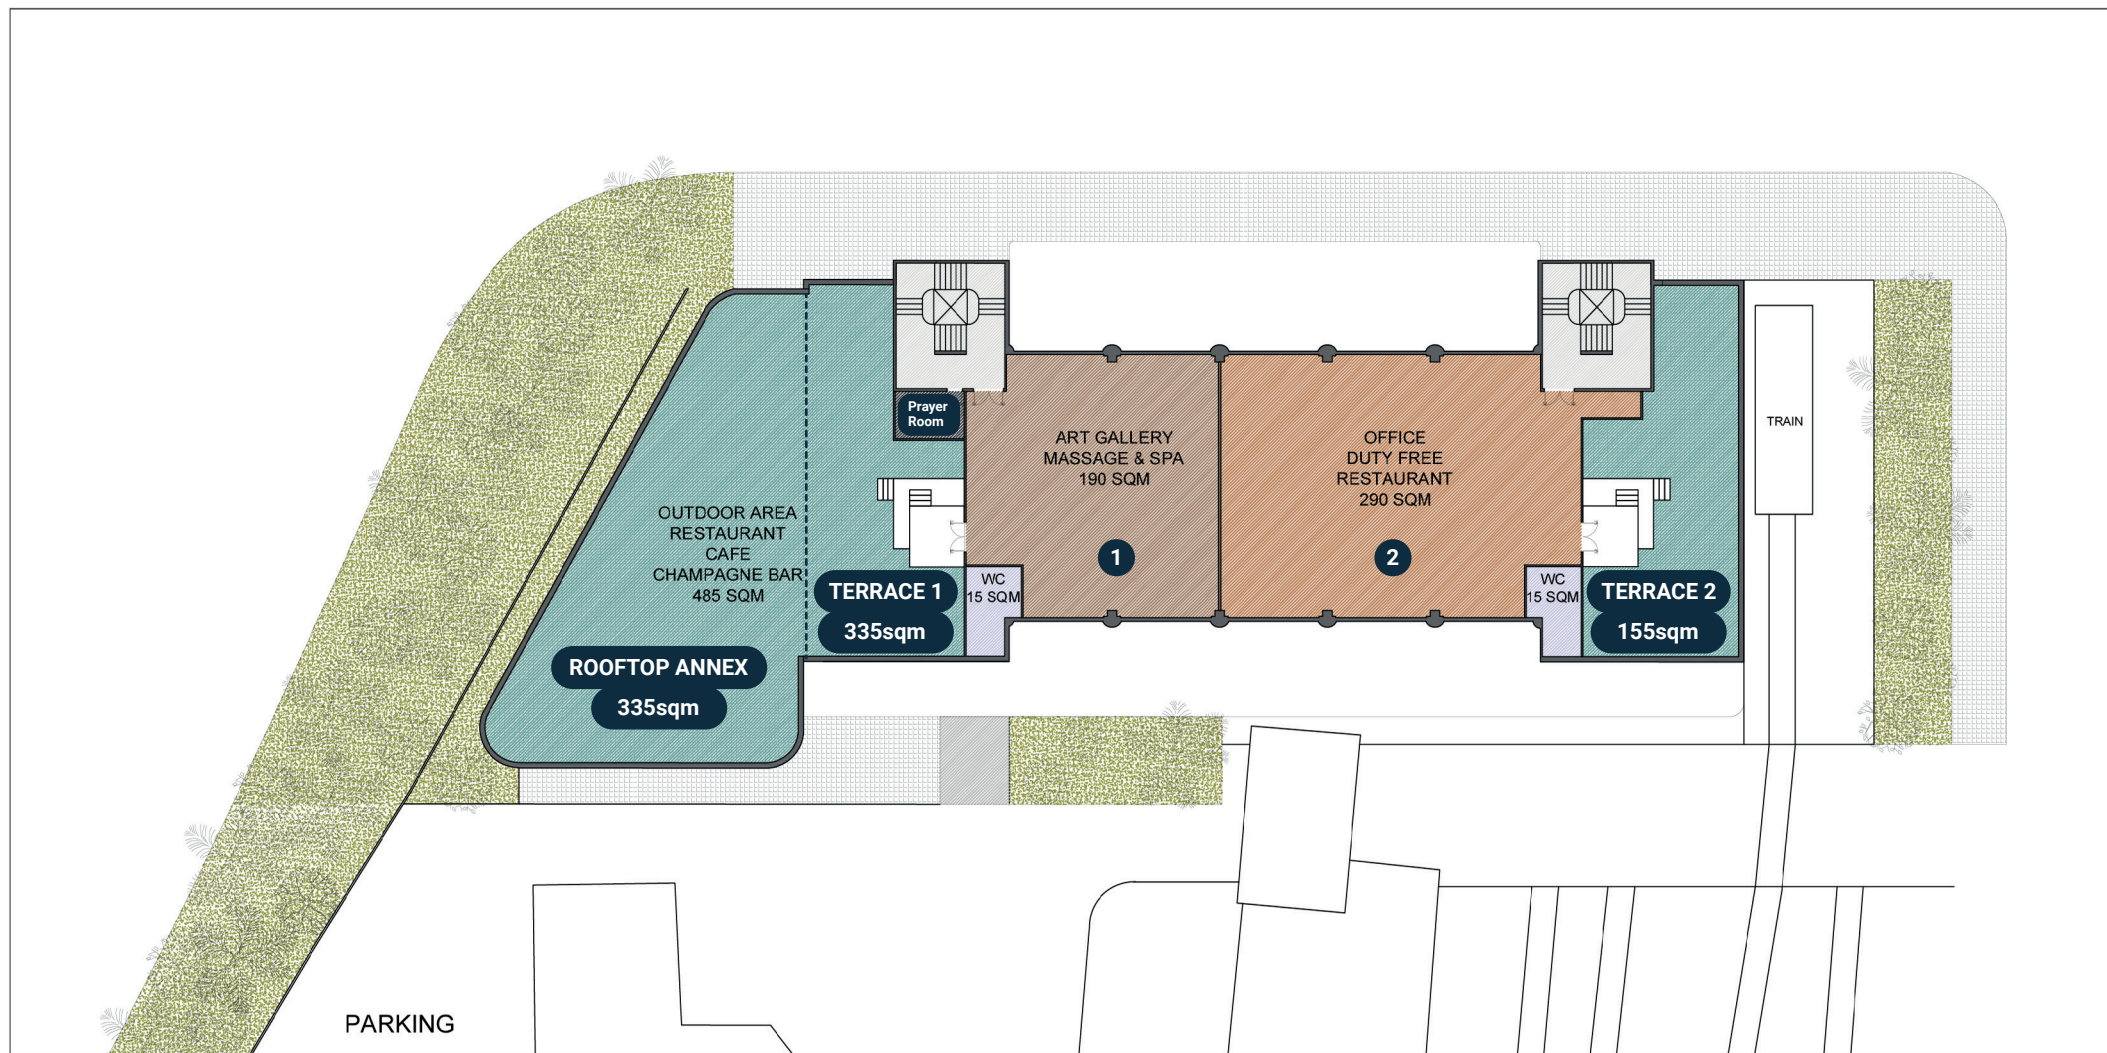 Prayer
Room
ART GALLERY
MASSAGE & SPA
190 SQM
OFFICE
DUTY FREE
RESTAURANT
290 SQM
TRAIN
OUTDOOR AREA
RESTAURANT
CAFE
CHAMPAGNE BAR
485 SQM
1
2
TERRACE 1
335sqm
WC
15 SQM
WC
15 SQM
TERRACE 2
155sqm
ROOFTOP ANNEX
335sqm
PARKING